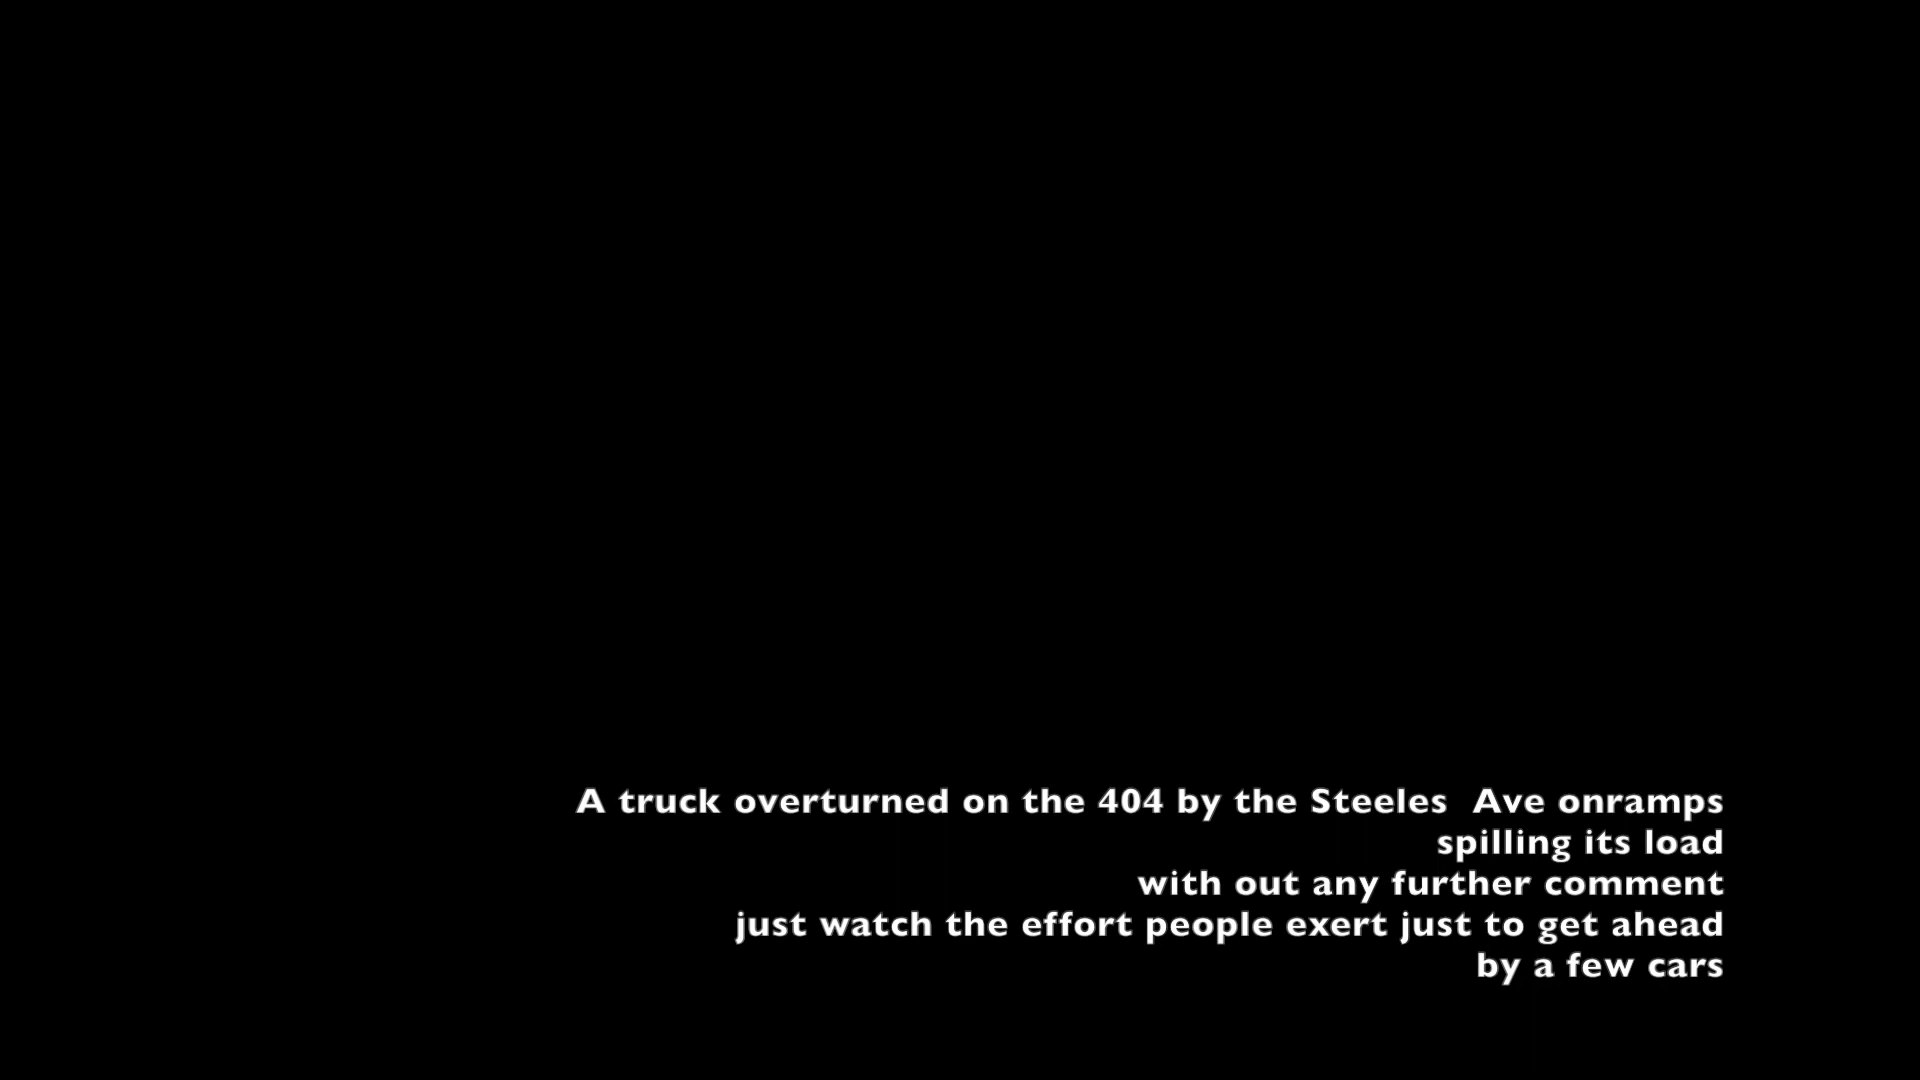 A truck overturned on the 404 by the Steeles  Ave onramps
spilling its load
with out any further comment
just watch the effort people exert just to get ahead
by a few cars